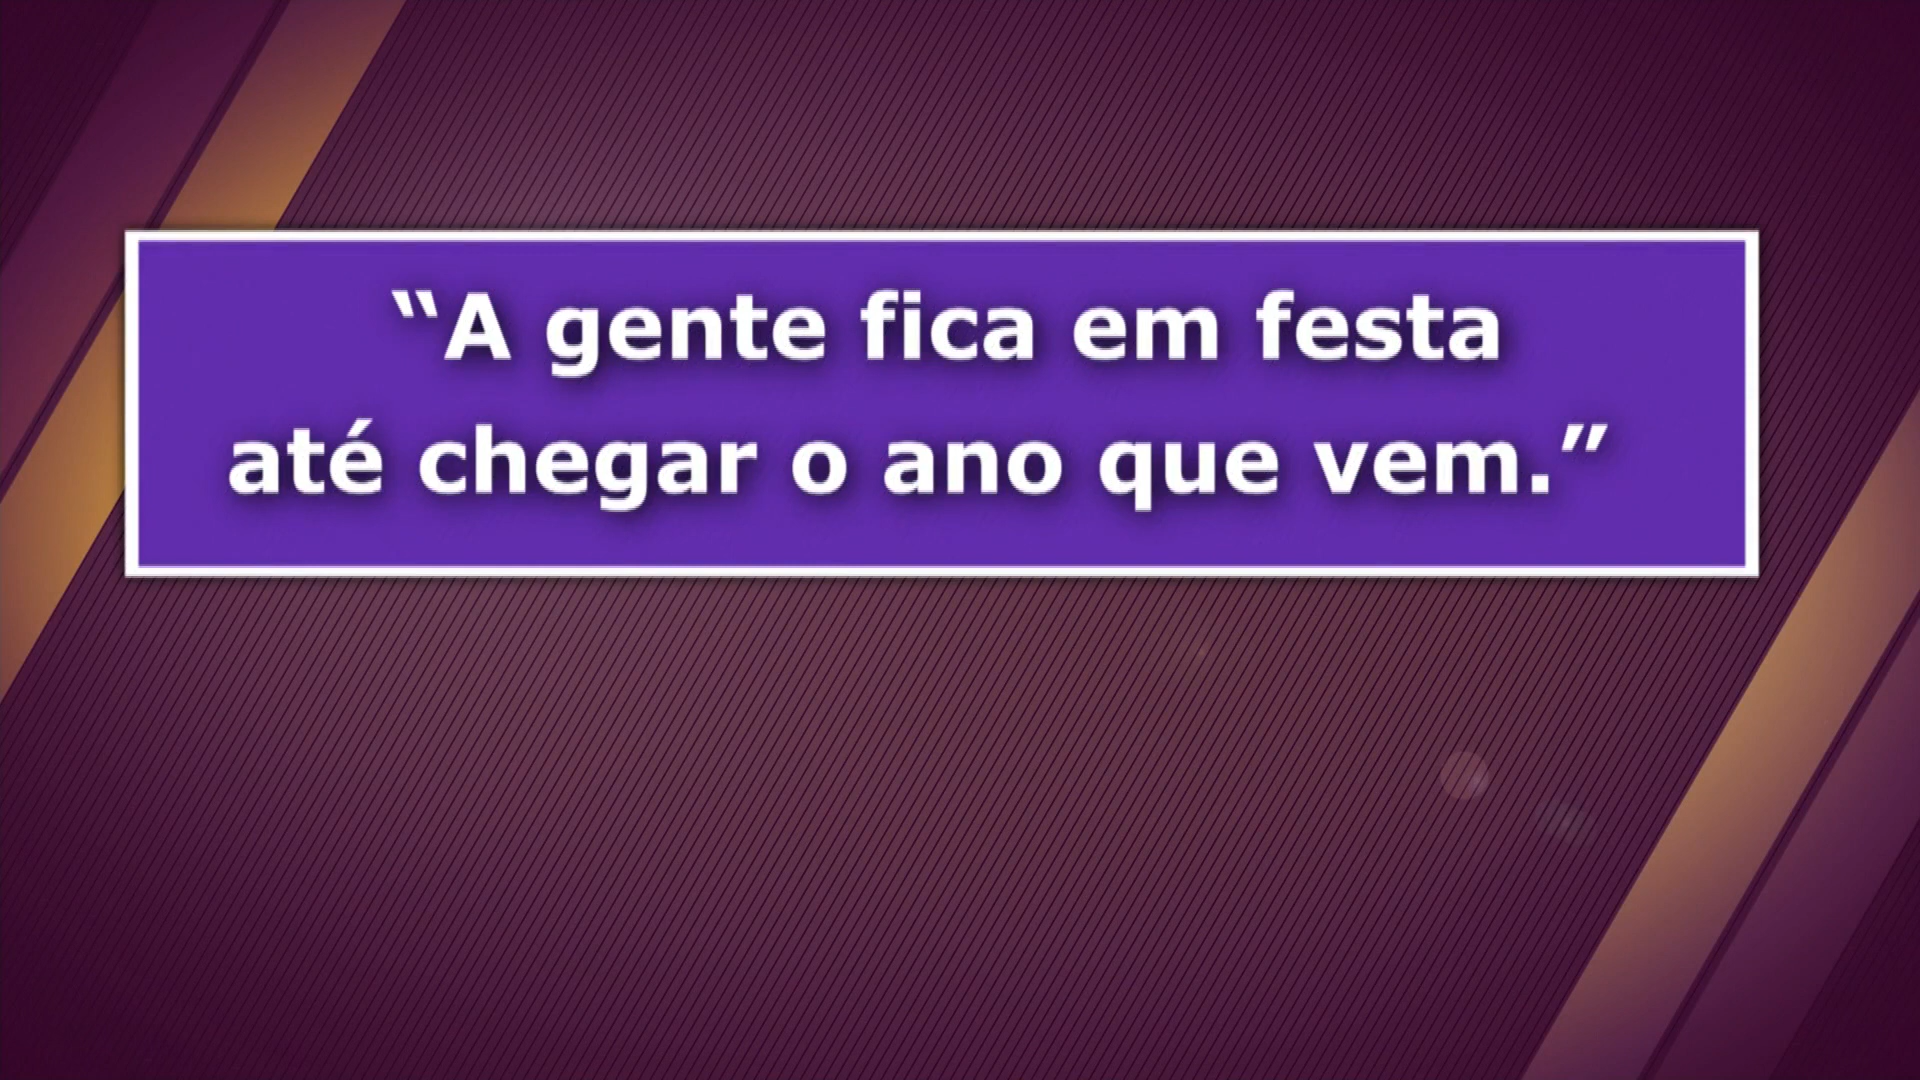 “A gente fica em festa
até chegar o ano que vem.”